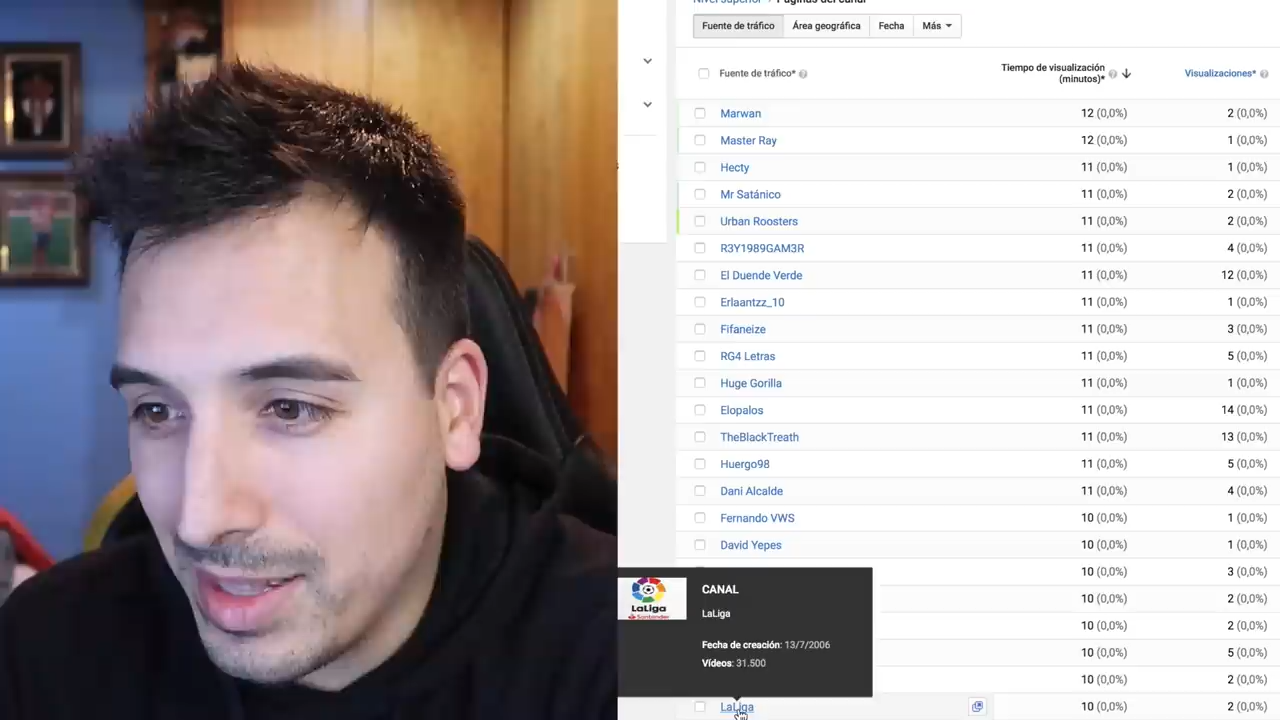 Nivel superior > Páginas del canal
Fuente de tráfico Área geográfica Fecha Más
Fuente de tráfico* Tiempo de visualización (minutos)* Visualizaciones*
Marwan 12 (0,0%) 2 (0,0%)
Master Ray 12 (0,0%) 1 (0,0%)
Hecty 11 (0,0%) 1 (0,0%)
Mr Satánico 11 (0,0%) 2 (0,0%)
Urban Roosters 11 (0,0%) 2 (0,0%)
R3Y1989GAM3R 11 (0,0%) 4 (0,0%)
El Duende Verde 11 (0,0%) 12 (0,0%)
Erlaantzz_10 11 (0,0%) 1 (0,0%)
Fifaneize 11 (0,0%) 3 (0,0%)
RG4 Letras 11 (0,0%) 5 (0,0%)
Huge Gorilla 11 (0,0%) 1 (0,0%)
Elopalos 11 (0,0%) 14 (0,0%)
TheBlackTreath 11 (0,0%) 13 (0,0%)
Huergo98 11 (0,0%) 5 (0,0%)
Dani Alcalde 11 (0,0%) 4 (0,0%)
Fernando VWS 10 (0,0%) 1 (0,0%)
David Yepes 10 (0,0%) 1 (0,0%)
10 (0,0%) 3 (0,0%)
10 (0,0%) 2 (0,0%)
10 (0,0%) 2 (0,0%)
10 (0,0%) 5 (0,0%)
10 (0,0%) 2 (0,0%)
LaLiga
Santander
CANAL
LaLiga
Fecha de creación: 13/7/2006
Vídeos: 31.500
LaLiga 10 (0,0%) 2 (0,0%)